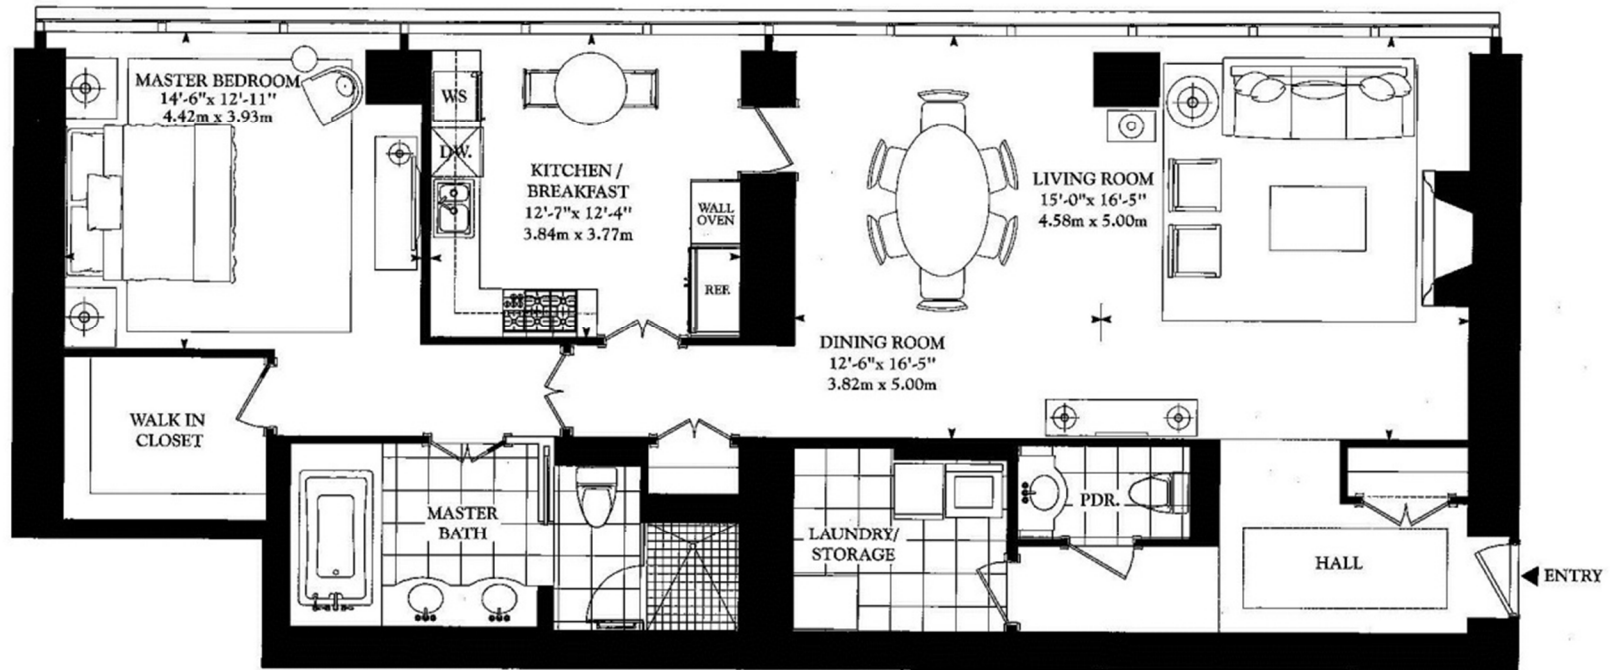 MASTER BEDROOM
14'-6"x 12'-11"
4.42m x 3.93m
WS
D.W.
KITCHEN /
BREAKFAST
12'-7"x 12'-4"
3.84m x 3.77m
WALL
OVEN
REF.
LIVING ROOM
15'-0"x 16'-5"
4.58m x 5.00m
DINING ROOM
12'-6"x 16'-5"
3.82m x 5.00m
WALK IN
CLOSET
MASTER
BATH
LAUNDRY/
STORAGE
PDR.
HALL
ENTRY